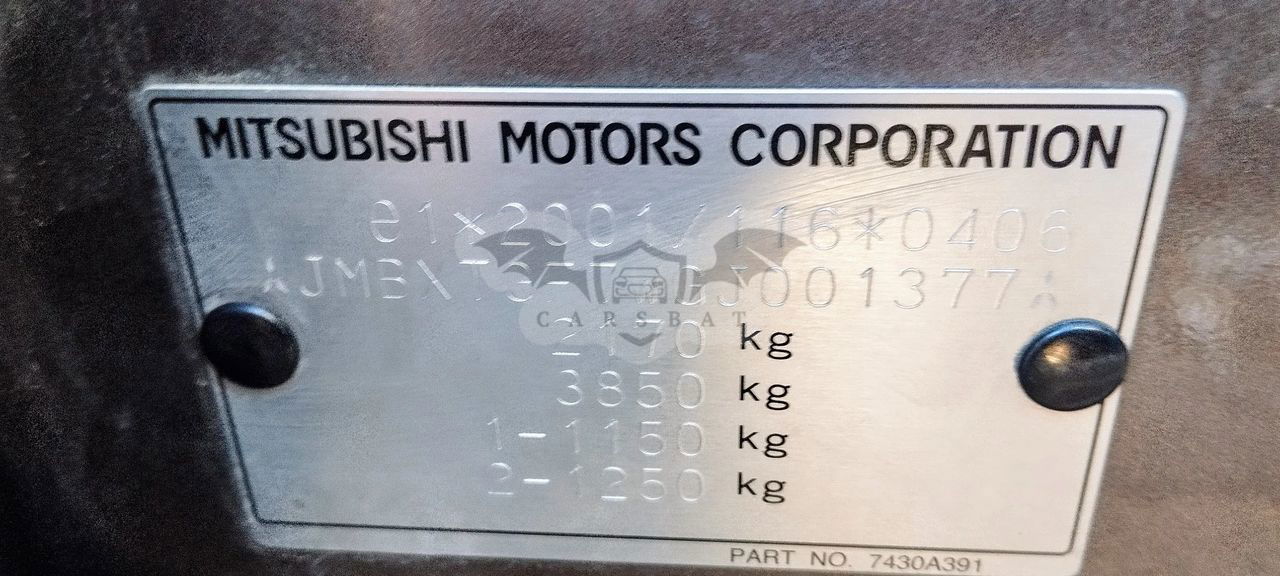 MITSUBISHI MOTORS CORPORATION
e1*2001/116*0406
CARSBAT
2170 kg
3850 kg
1-1150 kg
2-1250 kg
PART NO. 7430A391